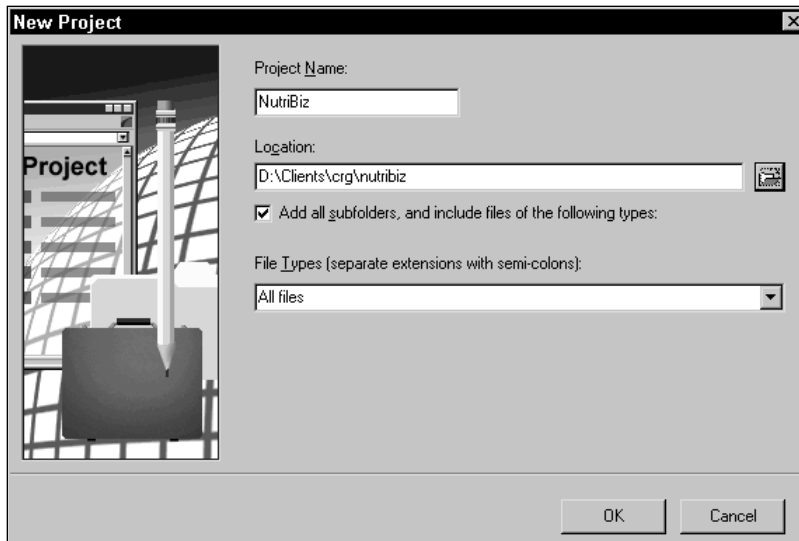 New Project
Project
Project Name:
NutriBiz
Location:
D:\Clients\crg\nutribiz
Add all subfolders, and include files of the following types:
File Types (separate extensions with semi-colons):
All files
OK
Cancel